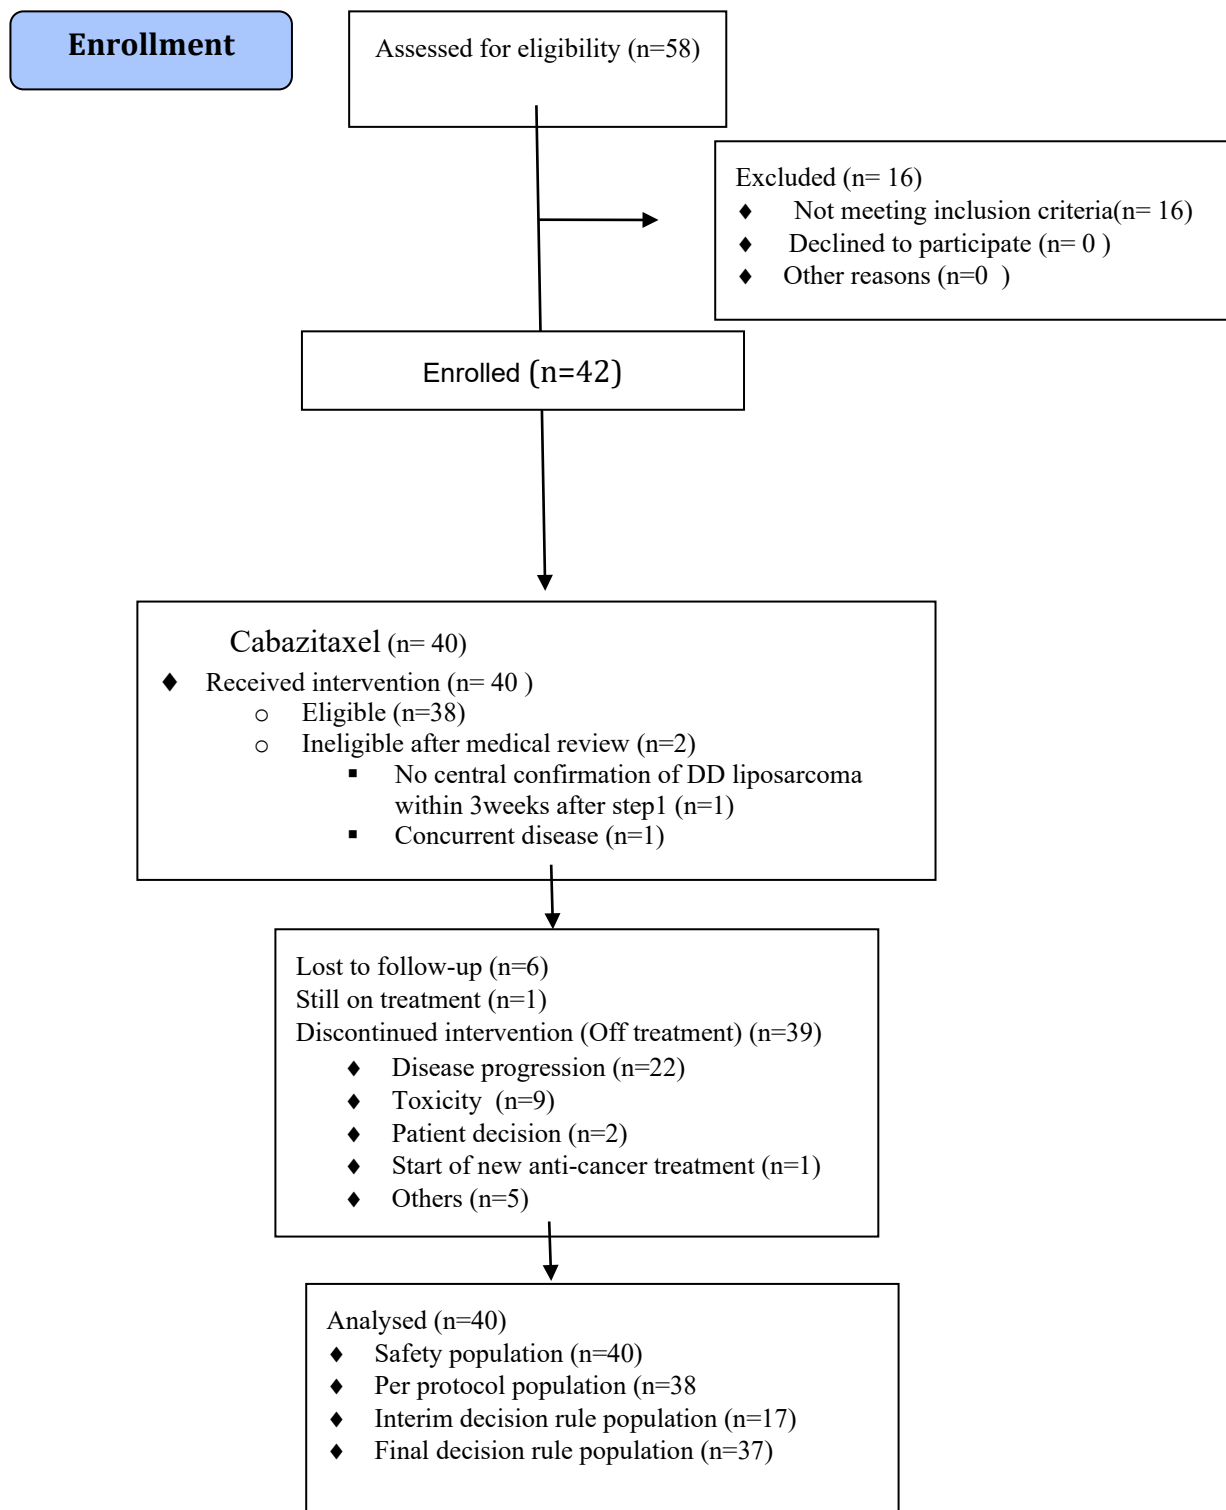 Enrollment
Assessed for eligibility (n=58)
Excluded (n= 16)
♦ Not meeting inclusion criteria(n= 16)
♦ Declined to participate (n= 0 )
♦ Other reasons (n=0 )
Enrolled (n=42)
Cabazitaxel (n= 40)
♦ Received intervention (n= 40 )
o Eligible (n=38)
o Ineligible after medical review (n=2)
▪ No central confirmation of DD liposarcoma
within 3weeks after step1 (n=1)
▪ Concurrent disease (n=1)
Lost to follow-up (n=6)
Still on treatment (n=1)
Discontinued intervention (Off treatment) (n=39)
♦ Disease progression (n=22)
♦ Toxicity (n=9)
♦ Patient decision (n=2)
♦ Start of new anti-cancer treatment (n=1)
♦ Others (n=5)
Analysed (n=40)
♦ Safety population (n=40)
♦ Per protocol population (n=38
♦ Interim decision rule population (n=17)
♦ Final decision rule population (n=37)